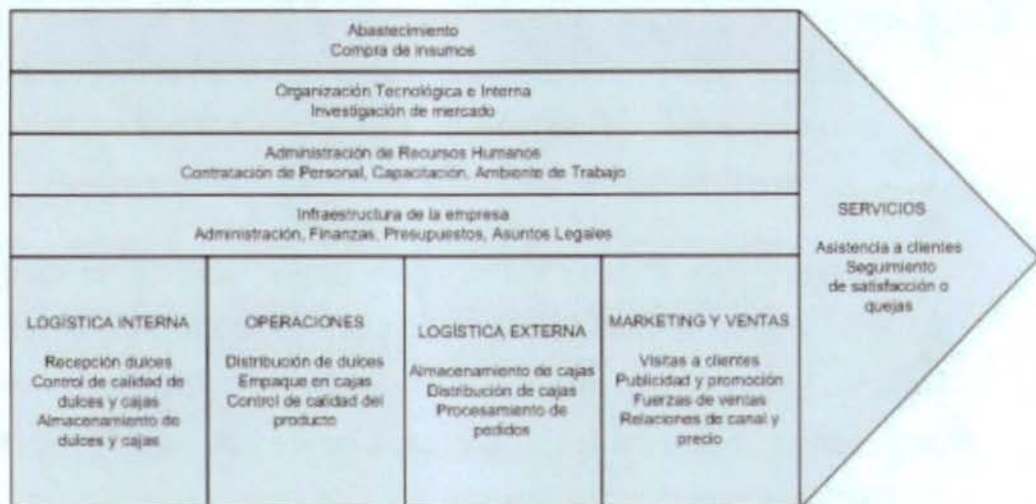 Abastecimiento
Compra de insumos
Organización Tecnológica e Interna
Investigación de mercado
Administración de Recursos Humanos
Contratación de Personal, Capacitación, Ambiente de Trabajo
Infraestructura de la empresa
Administración, Finanzas, Presupuestos, Asuntos Legales
LOGÍSTICA INTERNA
Recepción dulces
Control de calidad de
dulces y cajas
Almacenamiento de
dulces y cajas
OPERACIONES
Distribución de dulces
Empaque en cajas
Control de calidad del
producto
LOGÍSTICA EXTERNA
Almacenamiento de cajas
Distribución de cajas
Procesamiento de
pedidos
MARKETING Y VENTAS
Visitas a clientes
Publicidad y promoción
Fuerzas de ventas
Relaciones de canal y
precio
SERVICIOS
Asistencia a clientes
Seguimiento
de satisfacción o
quejas